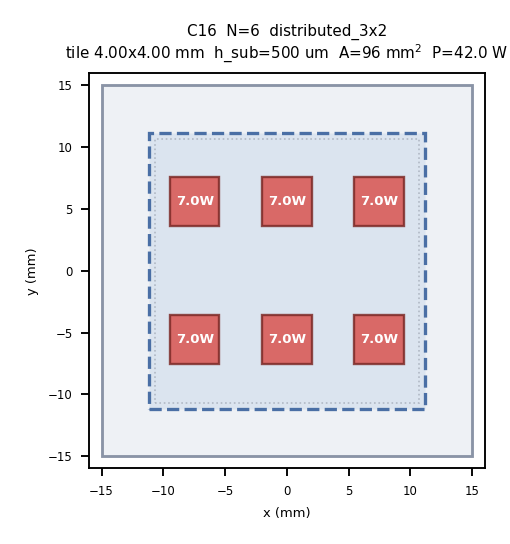 C16 N=6 distributed_3x2
tile 4.00x4.00 mm h_sub=500 um A=96 mm² P=42.0 W
15
10
5
0
−5
−10
−15
y (mm)
7.0W 7.0W 7.0W
7.0W 7.0W 7.0W
−15 −10 −5 0 5 10 15
x (mm)